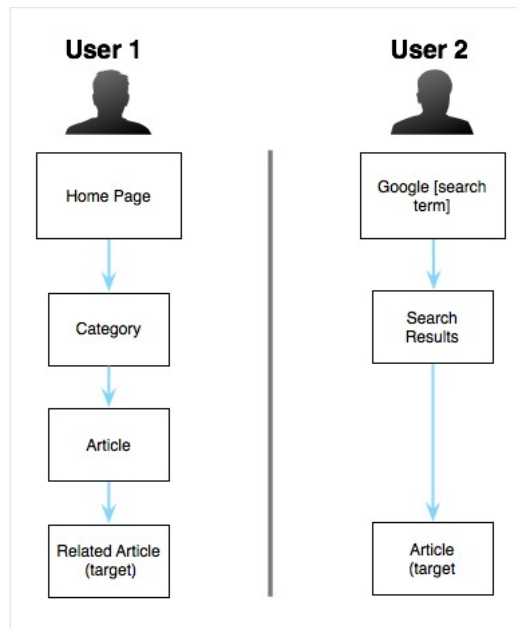 User 1
Home Page
Category
Article
Related Article
(target)
User 2
Google [search
term]
Search
Results
Article
(target